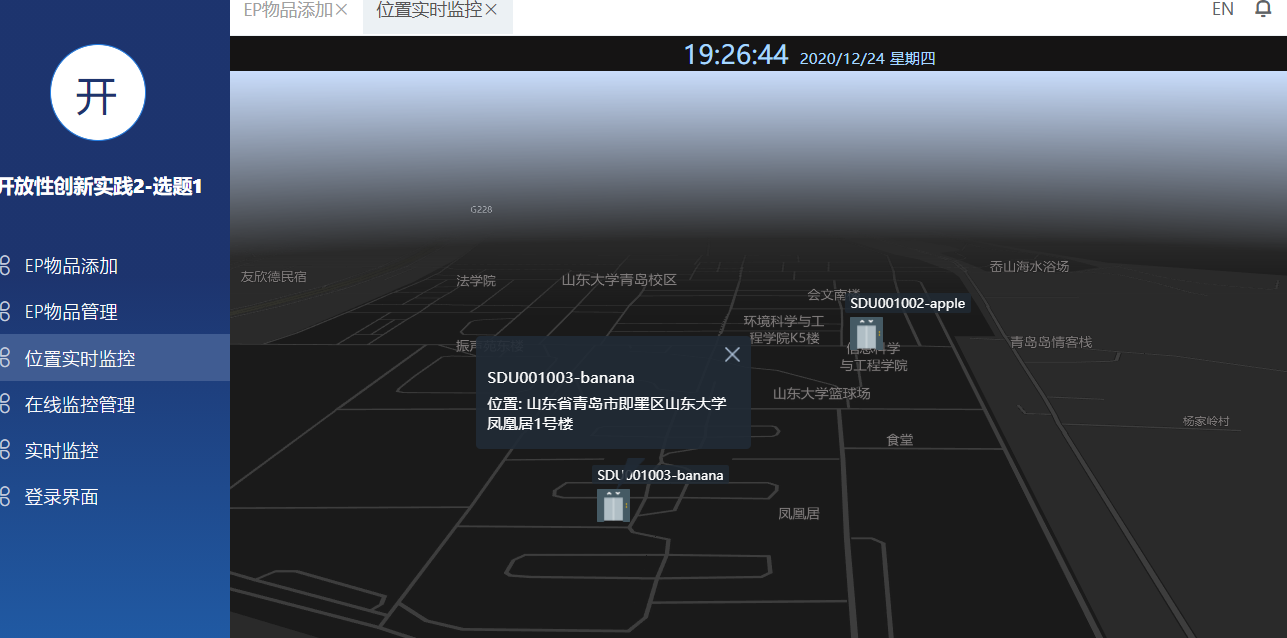 EP物品添加
位置实时监控
EN
19:26:44 2020/12/24 星期四
开
开放性创新实践2-选题1
EP物品添加
EP物品管理
位置实时监控
在线监控管理
实时监控
登录界面
G228
友欣德民宿
法学院
山东大学青岛校区
岙山海水浴场
会文南楼
SDU001002-apple
环境科学与工
程学院K5楼
信息科学
与工程学院
青岛岛情客栈
山东大学篮球场
杨家岭村
食堂
SDU001003-banana
位置: 山东省青岛市即墨区山东大学
凤凰居1号楼
SDU001003-banana
凤凰居